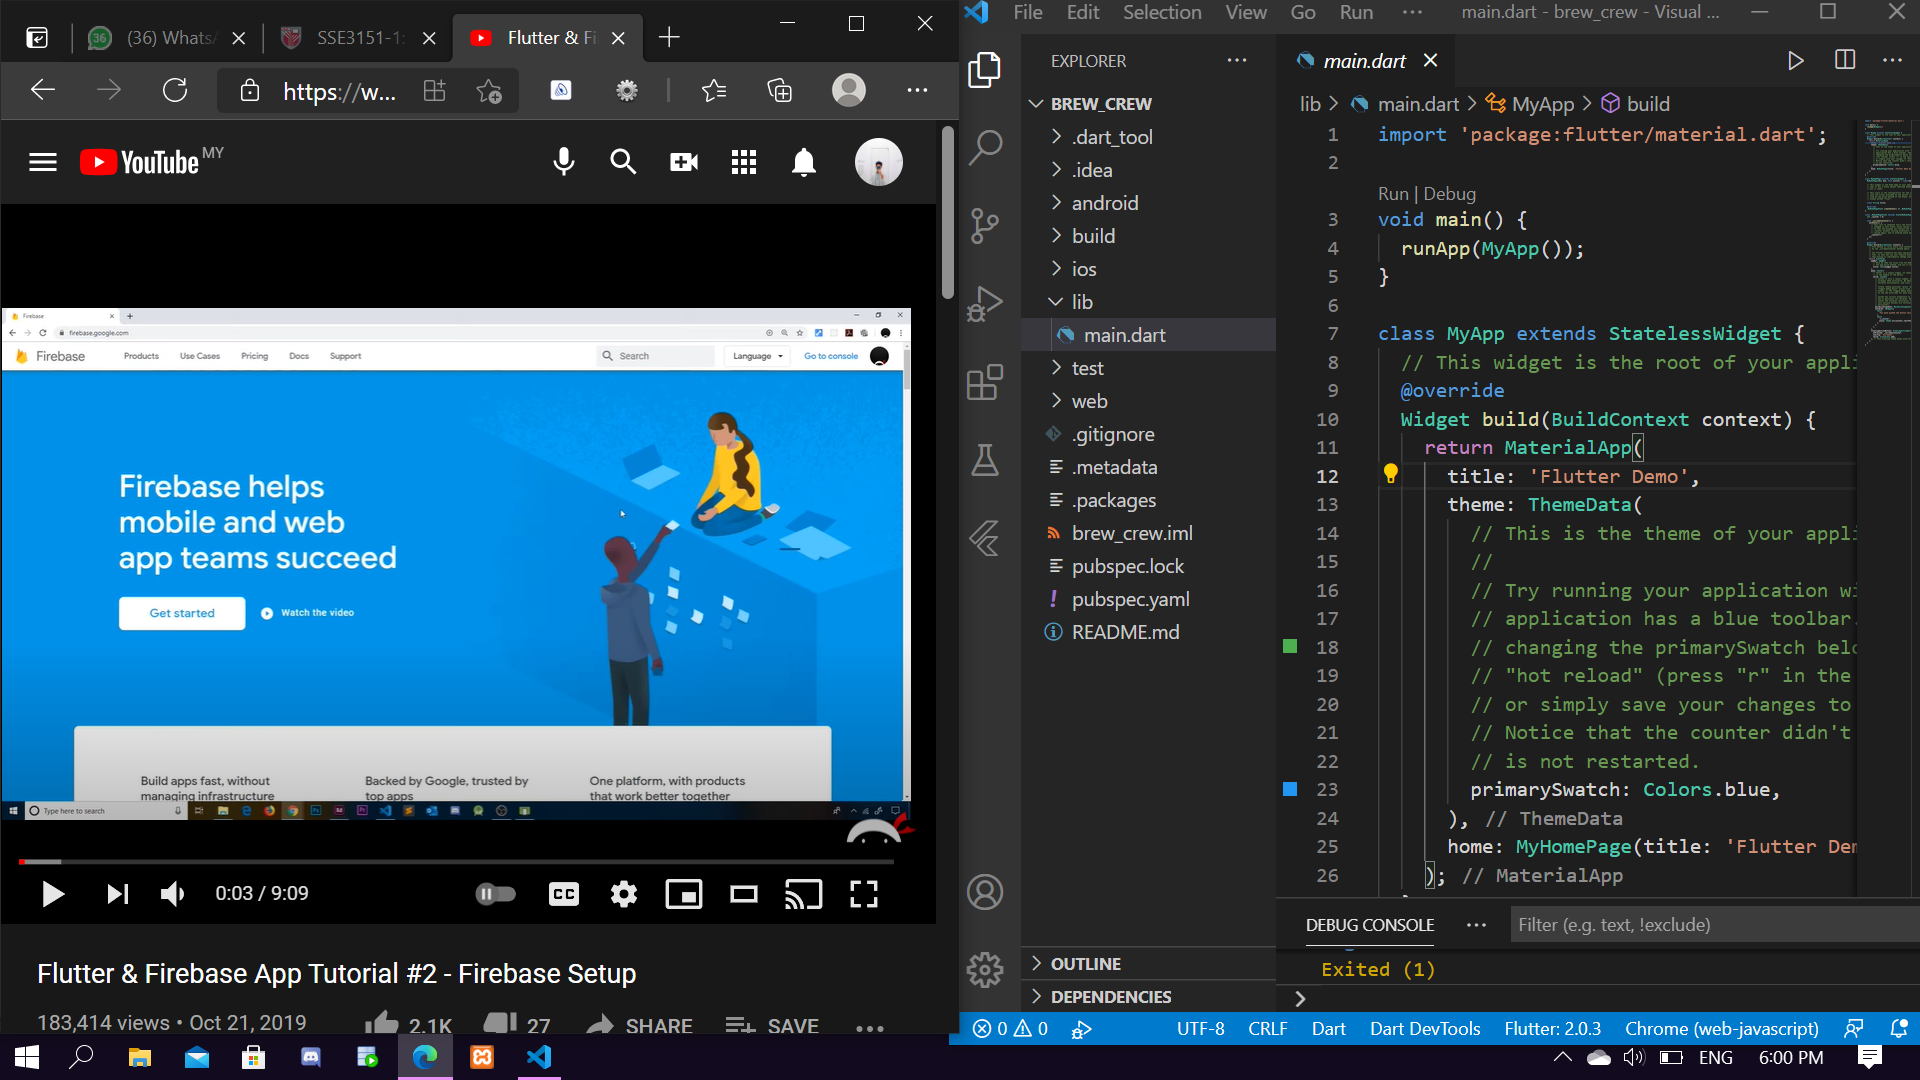 (36) Whats
SSE3151-1
Flutter & Fi
https://w...
YouTube MY
Firebase
firebase.google.com
Firebase
Products
Use Cases
Pricing
Docs
Support
Search
Language
Go to console
Firebase helps
mobile and web
app teams succeed
Get started
Watch the video
Build apps fast, without
managing infrastructure
Backed by Google, trusted by
top apps
One platform, with products
that work better together
Type here to search
0:03 / 9:09
CC
Flutter & Firebase App Tutorial #2 - Firebase Setup
183,414 views • Oct 21, 2019
2.1K
27
SHARE
SAVE
File Edit Selection View Go Run ··· main.dart - brew_crew - Visual ...
EXPLORER
BREW_CREW
.dart_tool
.idea
android
build
ios
lib
main.dart
test
web
.gitignore
.metadata
.packages
brew_crew.iml
pubspec.lock
pubspec.yaml
README.md
OUTLINE
DEPENDENCIES
main.dart
lib > main.dart > MyApp > build
1 import 'package:flutter/material.dart';
2
Run | Debug
3 void main() {
4 runApp(MyApp());
5 }
6
7 class MyApp extends StatelessWidget {
8 // This widget is the root of your appli
9 @override
10 Widget build(BuildContext context) {
11 return MaterialApp(
12 title: 'Flutter Demo',
13 theme: ThemeData(
14 // This is the theme of your appli
15 //
16 // Try running your application wi
17 // application has a blue toolbar.
18 // changing the primarySwatch belo
19 // "hot reload" (press "r" in the
20 // or simply save your changes to
21 // Notice that the counter didn't
22 // is not restarted.
23 primarySwatch: Colors.blue,
24 ), // ThemeData
25 home: MyHomePage(title: 'Flutter Dem
26 ); // MaterialApp
DEBUG CONSOLE
Filter (e.g. text, !exclude)
Exited (1)
0 0 UTF-8 CRLF Dart Dart DevTools Flutter: 2.0.3 Chrome (web-javascript)
ENG 6:00 PM